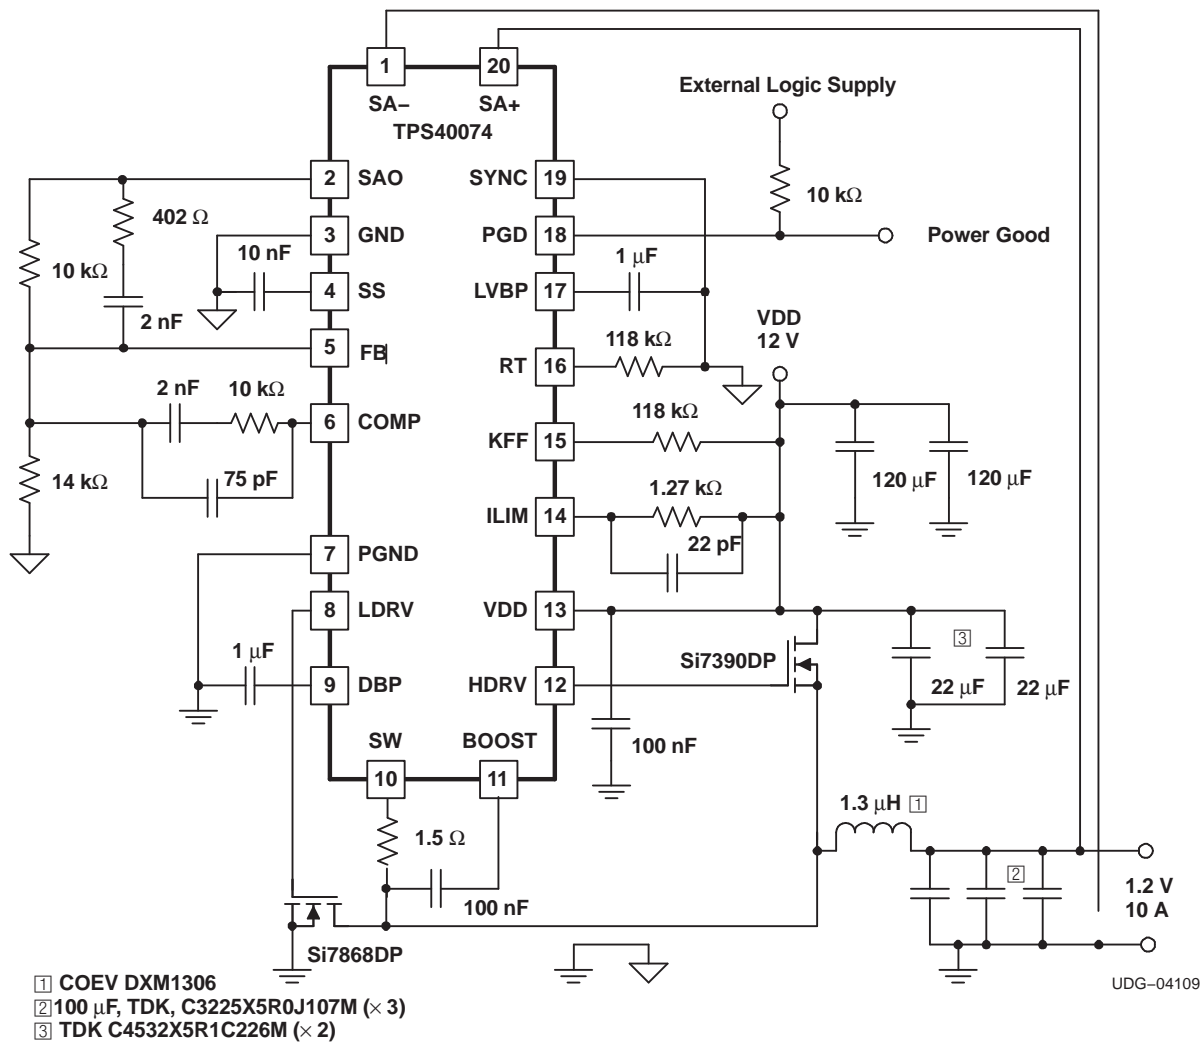 1
20
SA−
SA+
TPS40074
External Logic Supply
10 kΩ
2
SAO
SYNC
19
402 Ω
3
GND
PGD
18
Power Good
10 kΩ
10 nF
1 μF
4
SS
LVBP
17
2 nF
VDD
12 V
5
FB
118 kΩ
RT
16
2 nF
10 kΩ
6
COMP
118 kΩ
KFF
15
14 kΩ
75 pF
120 μF
120 μF
1.27 kΩ
ILIM
14
22 pF
7
PGND
8
LDRV
VDD
13
3
1 μF
Si7390DP
9
DBP
HDRV
12
22 μF
22 μF
SW
BOOST
100 nF
10
11
1.3 μH 1
1.5 Ω
2
1.2 V
10 A
100 nF
Si7868DP
UDG−04109
1 COEV DXM1306
2 100 μF, TDK, C3225X5R0J107M (× 3)
3 TDK C4532X5R1C226M (× 2)